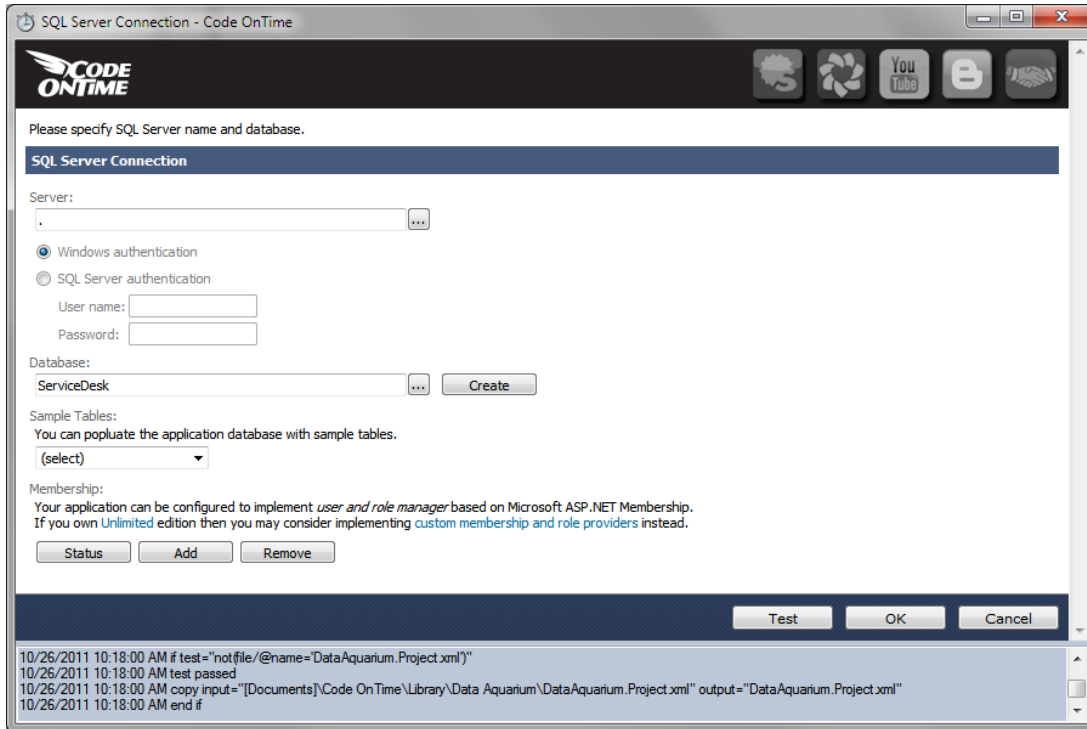 SQL Server Connection - Code OnTime
CODE
ONTIME
S
You
Tube
B
Please specify SQL Server name and database.
SQL Server Connection
Server:
.
...
Windows authentication
SQL Server authentication
User name:
Password:
Database:
ServiceDesk
...
Create
Sample Tables:
You can popluate the application database with sample tables.
(select)
Membership:
Your application can be configured to implement user and role manager based on Microsoft ASP.NET Membership.
If you own Unlimited edition then you may consider implementing custom membership and role providers instead.
Status Add Remove
Test OK Cancel
10/26/2011 10:18:00 AM if test="not(file/@name='DataAquarium.Project.xml')"
10/26/2011 10:18:00 AM test passed
10/26/2011 10:18:00 AM copy input="[Documents]\Code OnTime\Library\Data Aquarium\DataAquarium.Project.xml" output="DataAquarium.Project.xml"
10/26/2011 10:18:00 AM end if